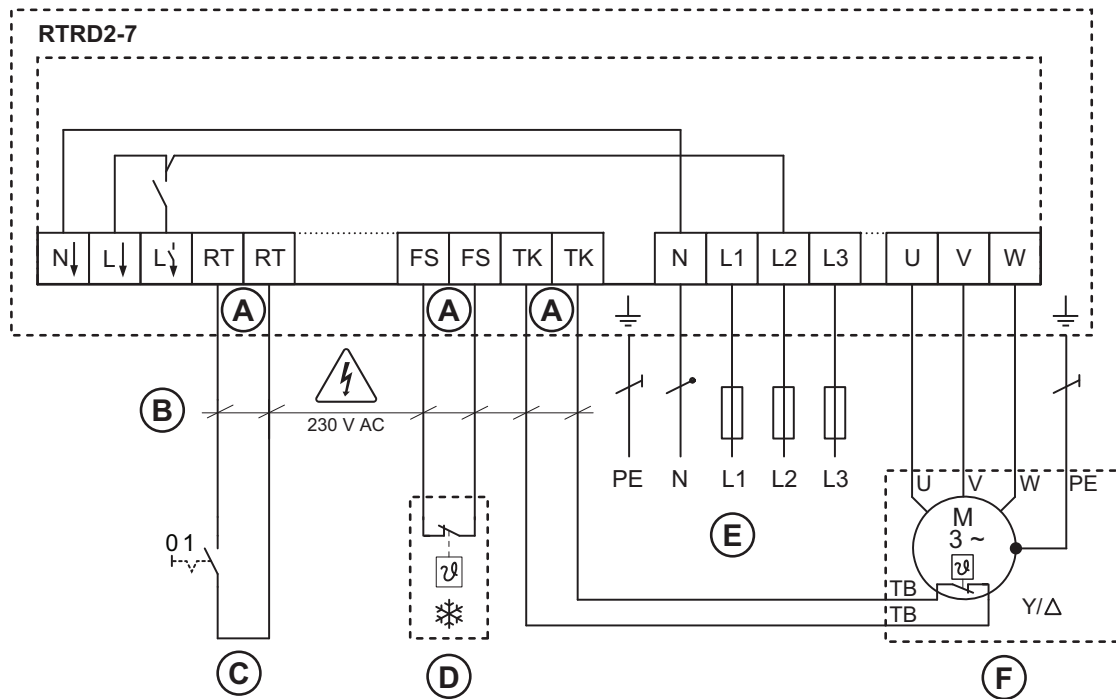 RTRD2-7
N L L RT RT FS FS TK TK N L1 L2 L3 U V W
A A A
B
230 V AC
PE N L1 L2 L3
U V W PE
M
3 ~
ϑ
0 1
E
ϑ
TB
TB
Y/Δ
C D F